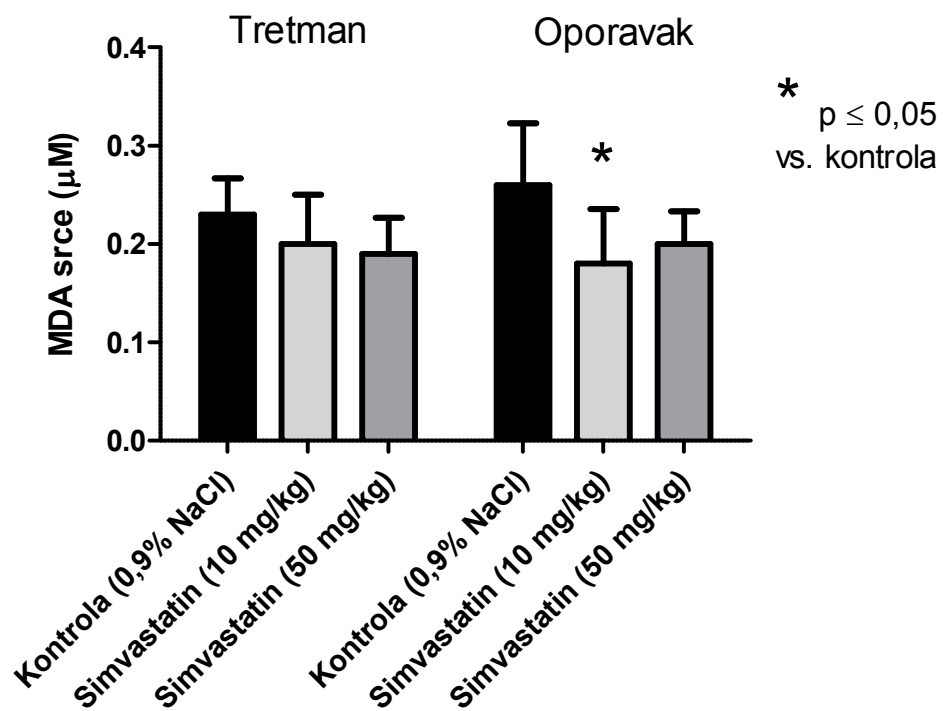 Tretman
Oporavak
*
p ≤ 0,05
vs. kontrola
MDA srce (μM)
0.4
0.3
0.2
0.1
0.0
*
Kontrola (0,9% NaCl)
Simvastatin (10 mg/kg)
Simvastatin (50 mg/kg)
Kontrola (0,9% NaCl)
Simvastatin (10 mg/kg)
Simvastatin (50 mg/kg)